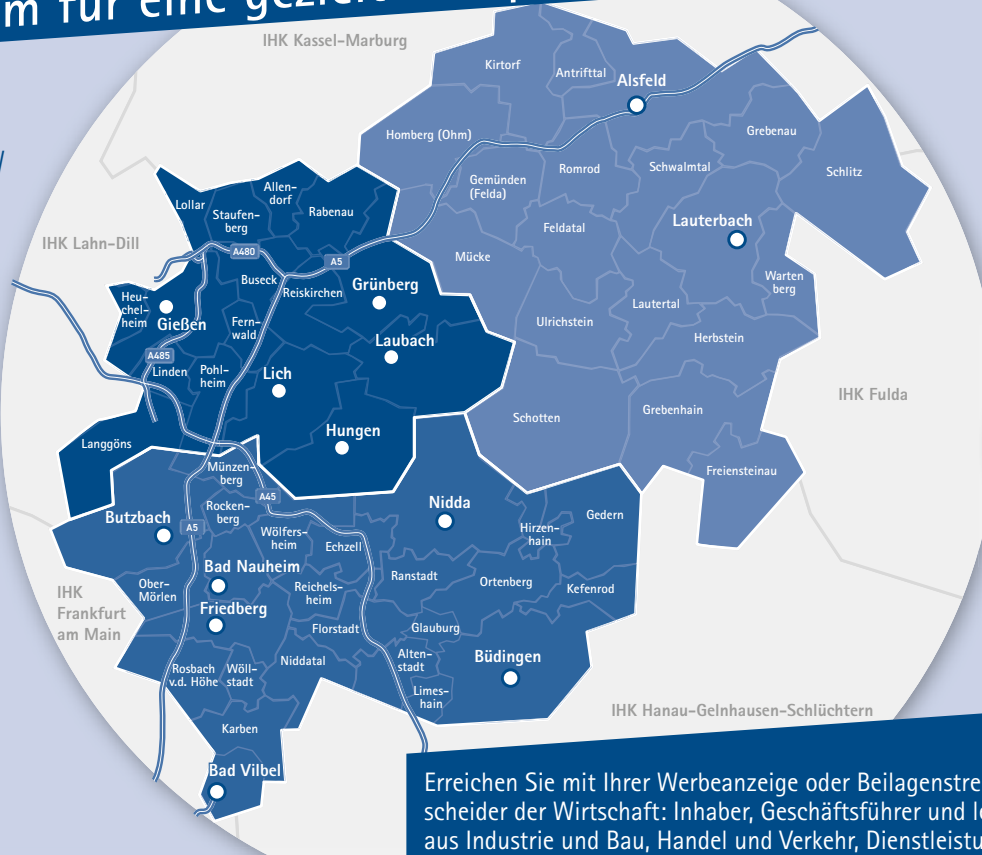 m für eine
IHK Kassel-Marburg
Kirtorf
Antrifttal
Alsfeld
Homberg (Ohm)
Grebenau
Gemünden
(Felda)
Romrod
Schwalmtal
Schlitz
Lollar
Allen-
dorf
Staufen-
berg
Rabenau
Feldatal
Lauterbach
IHK Lahn-Dill
A480
A5
Mücke
Buseck
Reiskirchen
Grünberg
Warten
berg
Heu-
chel-
heim
Gießen
Fern-
wald
Ulrichstein
Lautertal
Herbstein
Laubach
A485
Linden
Pohl-
heim
Lich
IHK Fulda
Schotten
Grebenhain
Hungen
Langgöns
Freiensteinau
Münzen-
berg
A45
Butzbach
A5
Rocken-
berg
Nidda
Gedern
Hirzen-
hain
Wölfers-
heim
Echzell
Bad Nauheim
Ober-
Mörlen
Reichels-
heim
Ranstadt
Ortenberg
Kefenrod
IHK
Frankfurt
am Main
Friedberg
Florstadt
Glauburg
Rosbach
v.d. Höhe
Wöll-
stadt
Niddatal
Alten-
stadt
Büdingen
Limes-
hain
IHK Hanau-Gelnhausen-Schlüchtern
Karben
Bad Vilbel
Erreichen Sie mit Ihrer Werbeanzeige oder Beilagenstre
scheider der Wirtschaft: Inhaber, Geschäftsführer und le
aus Industrie und Bau, Handel und Verkehr, Dienstleistu